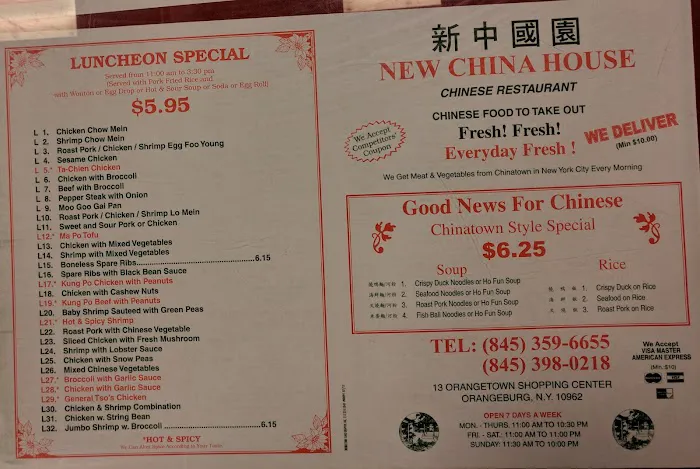 LUNCHEON SPECIAL
Served from 11:00 am to 3:30 pm
(Served with Pork Fried Rice and
with Wonton or Egg Drop or Hot & Sour Soup or Soda or Egg Roll)
$5.95
L 1. Chicken Chow Mein
L 2. Shrimp Chow Mein
L 3. Roast Pork / Chicken / Shrimp Egg Foo Young
L 4. Sesame Chicken
L 5.* Ta-Chien Chicken
L 6. Chicken with Broccoli
L 7. Beef with Broccoli
L 8. Pepper Steak with Onion
L 9. Moo Goo Gai Pan
L10. Roast Pork / Chicken / Shrimp Lo Mein
L11. Sweet and Sour Pork or Chicken
L12.* Ma Po Tofu
L13. Chicken with Mixed Vegetables
L14. Shrimp with Mixed Vegetables
L15. Boneless Spare Ribs 6.15
L16. Spare Ribs with Black Bean Sauce
L17.* Kung Po Chicken with Peanuts
L18. Chicken with Cashew Nuts
L19.* Kung Po Beef with Peanuts
L20. Baby Shrimp Sauteed with Green Peas
L21.* Hot & Spicy Shrimp
L22. Roast Pork with Chinese Vegetable
L23. Sliced Chicken with Fresh Mushroom
L24. Shrimp with Lobster Sauce
L25. Chicken with Snow Peas
L26. Mixed Chinese Vegetables
L27.* Broccoli with Garlic Sauce
L28.* Chicken with Garlic Sauce
L29.* General Tso's Chicken
L30. Chicken & Shrimp Combination
L31. Chicken w. String Bean
L32. Jumbo Shrimp w. Broccoli 6.15
*HOT & SPICY
We Can Alter Spice According to Your Taste
新中國園
NEW CHINA HOUSE
CHINESE RESTAURANT
CHINESE FOOD TO TAKE OUT
We Accept
Competitors'
Coupon
Fresh! Fresh!
Everyday Fresh !
WE DELIVER
(Min $10.00)
We Get Meat & Vegetables from Chinatown in New York City Every Morning
Good News For Chinese
Chinatown Style Special
$6.25
Soup
1. Crispy Duck Noodles or Ho Fun Soup
2. Seafood Noodles or Ho Fun Soup
3. Roast Pork Noodles or Ho Fun Soup
4. Fish Ball Noodles or Ho Fun Soup
Rice
1. Crispy Duck on Rice
2. Seafood on Rice
3. Roast Pork on Rice
TEL: (845) 359-6655
(845) 398-0218
We Accept
VISA MASTER
AMERICAN EXPRESS
(Min. $10)
13 ORANGETOWN SHOPPING CENTER
ORANGEBURG, N.Y. 10962
OPEN 7 DAYS A WEEK
MON. - THURS. 11:00 AM TO 10:30 PM
FRI. - SAT.: 11:00 AM TO 11:00 PM
SUNDAY: 11:30 AM TO 10:00 PM